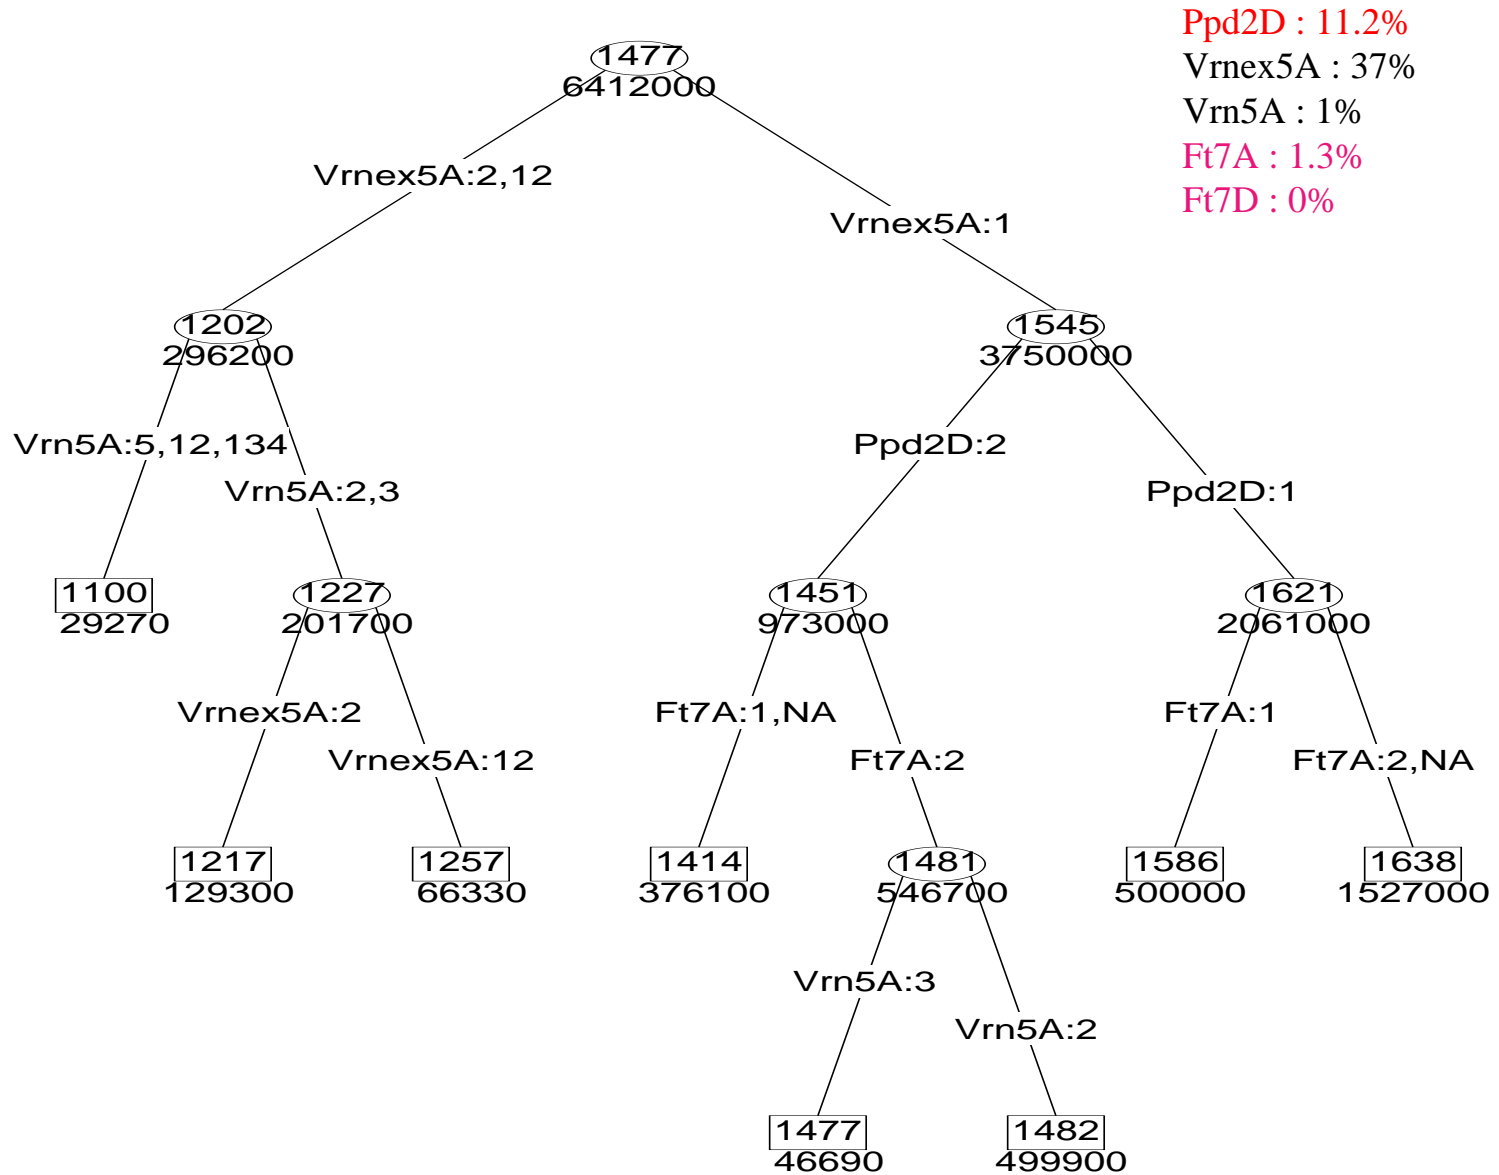 Ppd2D : 11.2%
Vrnex5A : 37%
Vrn5A : 1%
Ft7A : 1.3%
Ft7D : 0%
1477
6412000
Vrnex5A:2,12
Vrnex5A:1
1202
296200
1545
3750000
Vrn5A:5,12,134
Vrn5A:2,3
Ppd2D:2
Ppd2D:1
1100
29270
1227
201700
1451
973000
1621
2061000
Vrnex5A:2
Vrnex5A:12
Ft7A:1,NA
Ft7A:2
Ft7A:1
Ft7A:2,NA
1217
129300
1257
66330
1414
376100
1481
546700
1586
500000
1638
1527000
Vrn5A:3
Vrn5A:2
1477
46690
1482
499900